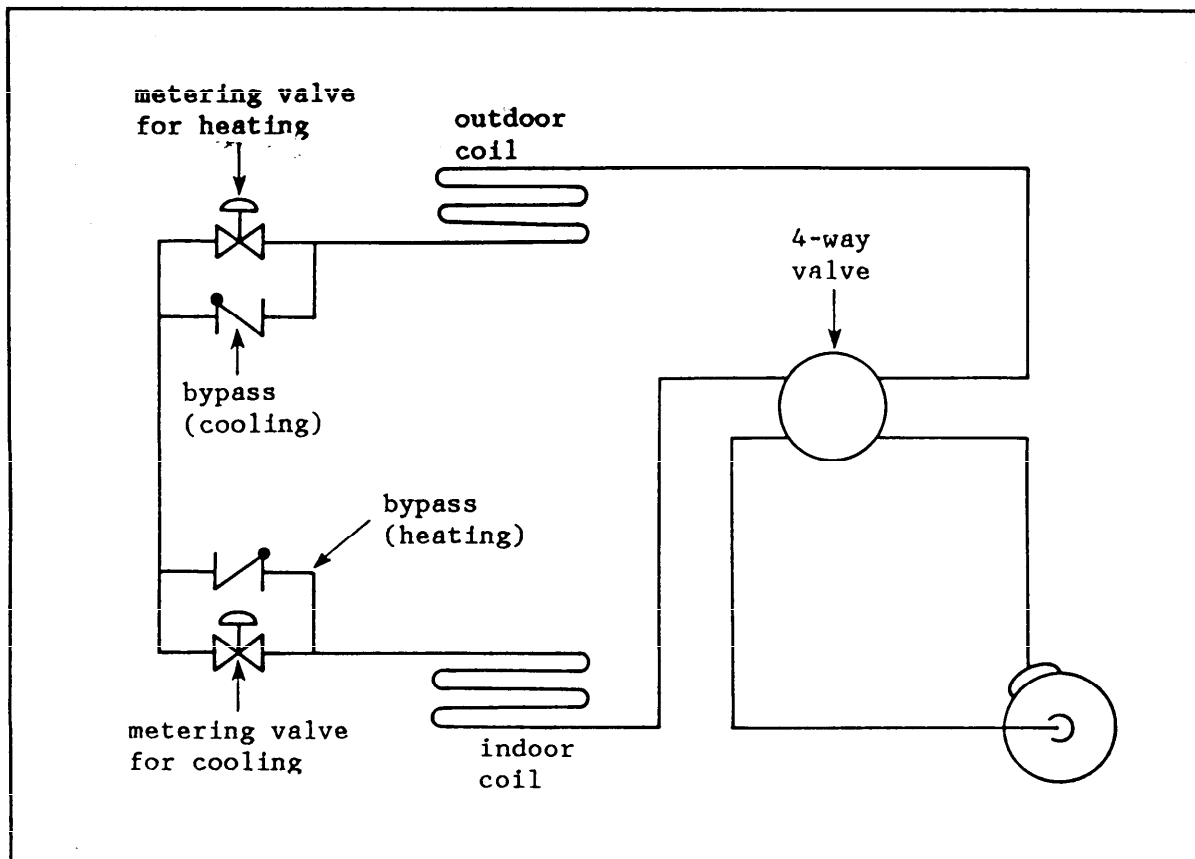 metering valve
for heating
outdoor
coil
4-way
valve
bypass
(cooling)
bypass
(heating)
metering valve
for cooling
indoor
coil